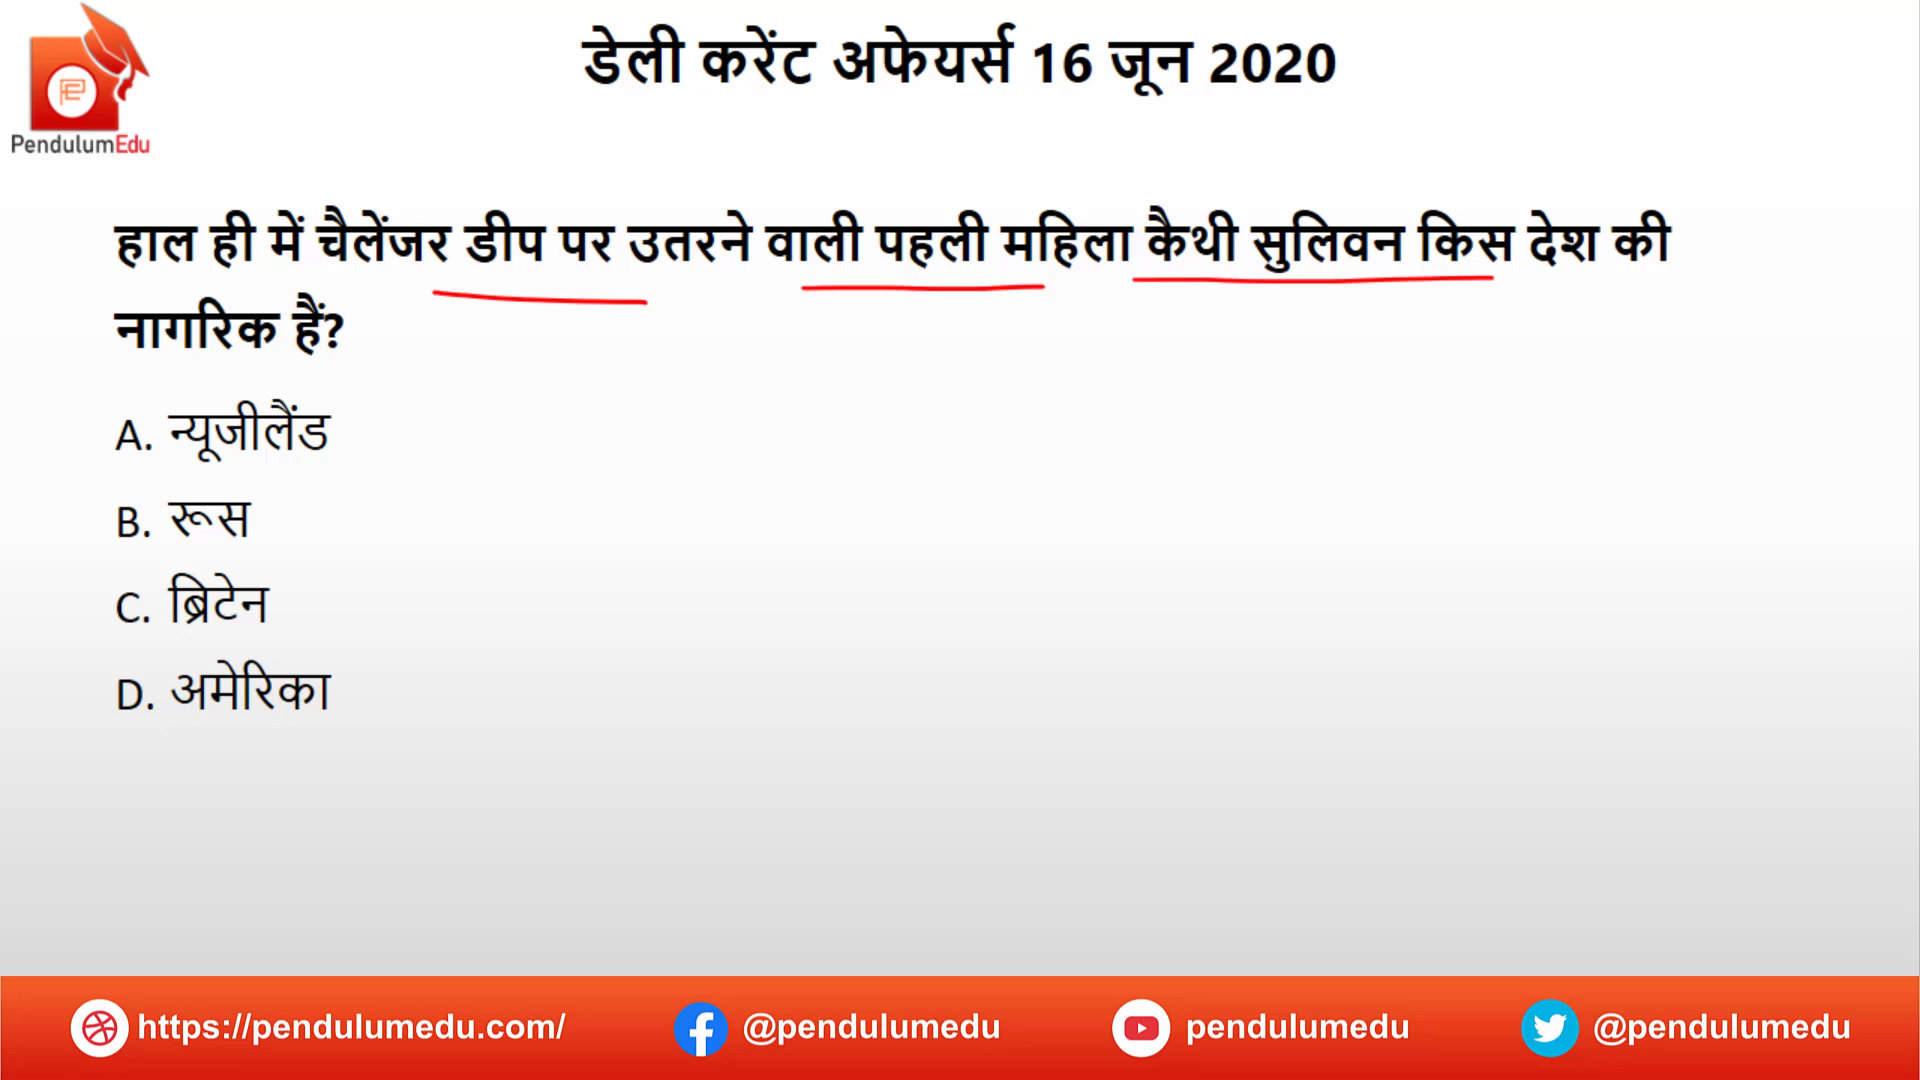 डेली करेंट अफेयर्स 16 जून 2020
PendulumEdu
हाल ही में चैलेंजर डीप पर उतरने वाली पहली महिला कैथी सुलिवन किस देश की
नागरिक हैं?
A. न्यूजीलैंड
B. रूस
C. ब्रिटेन
D. अमेरिका
https://pendulumedu.com/ @pendulumedu pendulumedu @pendulumedu